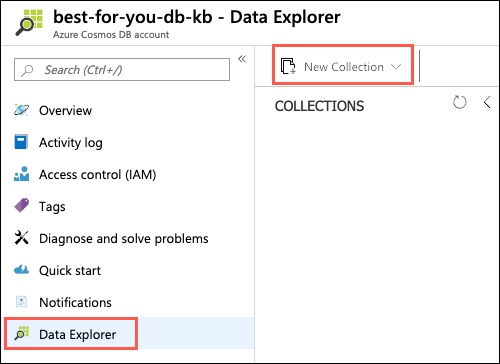 best-for-you-db-kb - Data Explorer
Azure Cosmos DB account
Search (Ctrl+/)
New Collection
COLLECTIONS
Overview
Activity log
Access control (IAM)
Tags
Diagnose and solve problems
Quick start
Notifications
Data Explorer